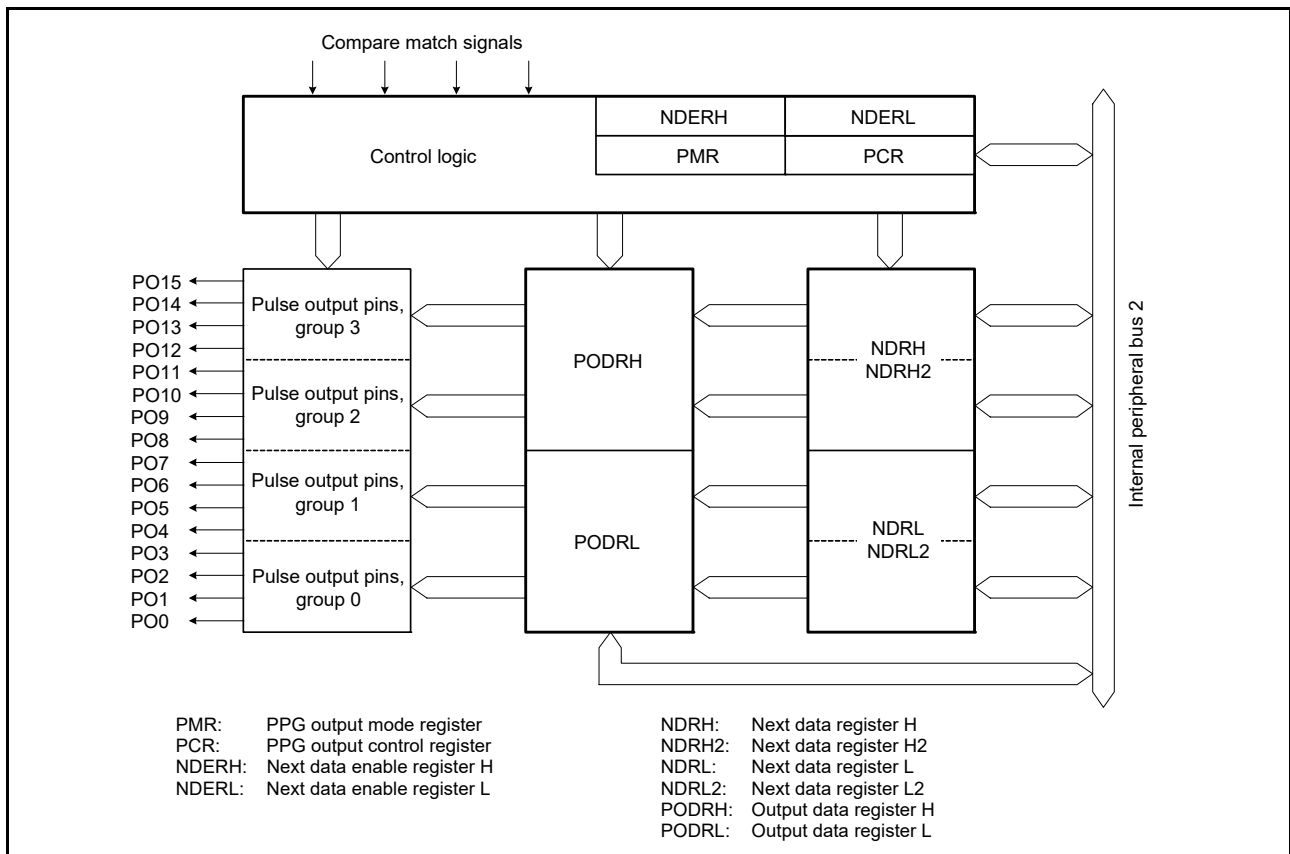 Compare match signals
Control logic
NDERH
NDERL
PMR
PCR
PO15
PO14
PO13
PO12
PO11
PO10
PO9
PO8
PO7
PO6
PO5
PO4
PO3
PO2
PO1
PO0
Pulse output pins,
group 3
Pulse output pins,
group 2
Pulse output pins,
group 1
Pulse output pins,
group 0
PODRH
PODRL
NDRH
NDRH2
NDRL
NDRL2
Internal peripheral bus 2
PMR: PPG output mode register
PCR: PPG output control register
NDERH: Next data enable register H
NDERL: Next data enable register L
NDRH: Next data register H
NDRH2: Next data register H2
NDRL: Next data register L
NDRL2: Next data register L2
PODRH: Output data register H
PODRL: Output data register L